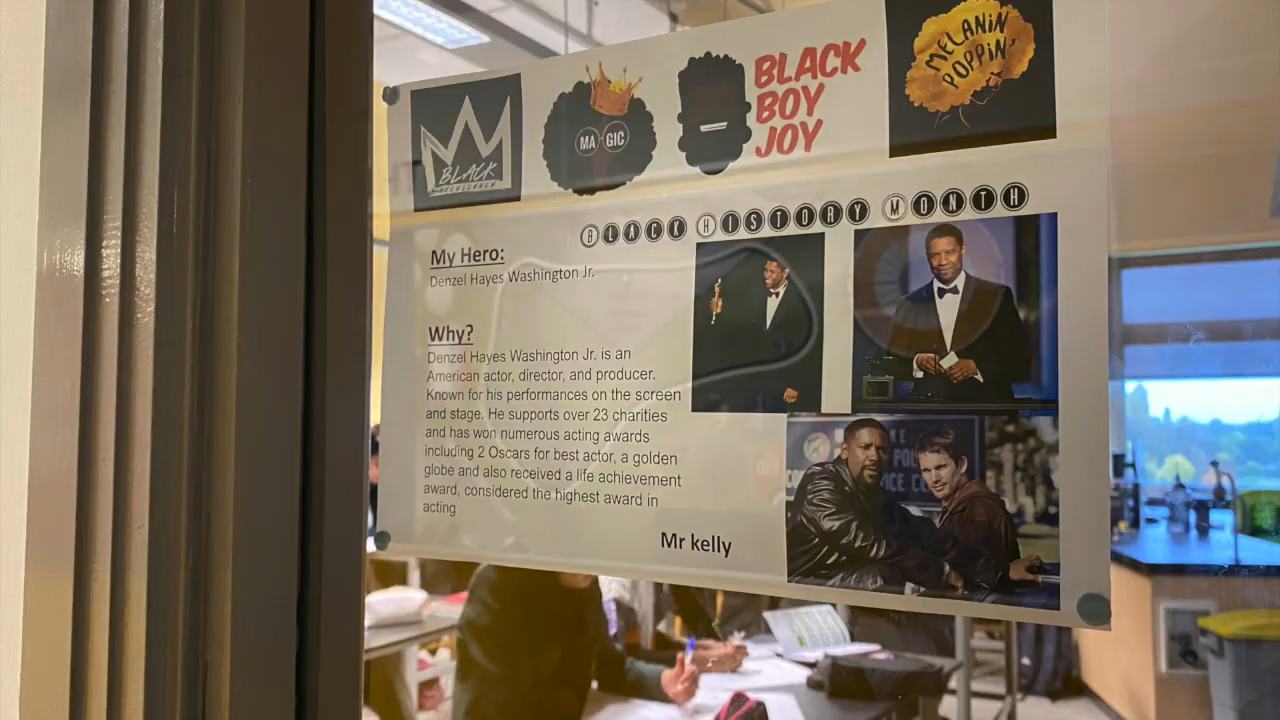 BLACK
EXCELLENCE
MA GIC
BLACK
BOY
JOY
MELANIN
POPPIN'
BLACK HISTORY MONTH
My Hero:
Denzel Hayes Washington Jr.
Why?
Denzel Hayes Washington Jr. is an
American actor, director, and producer.
Known for his performances on the screen
and stage. He supports over 23 charities
and has won numerous acting awards
including 2 Oscars for best actor, a golden
globe and also received a life achievement
award, considered the highest award in
acting
Mr kelly